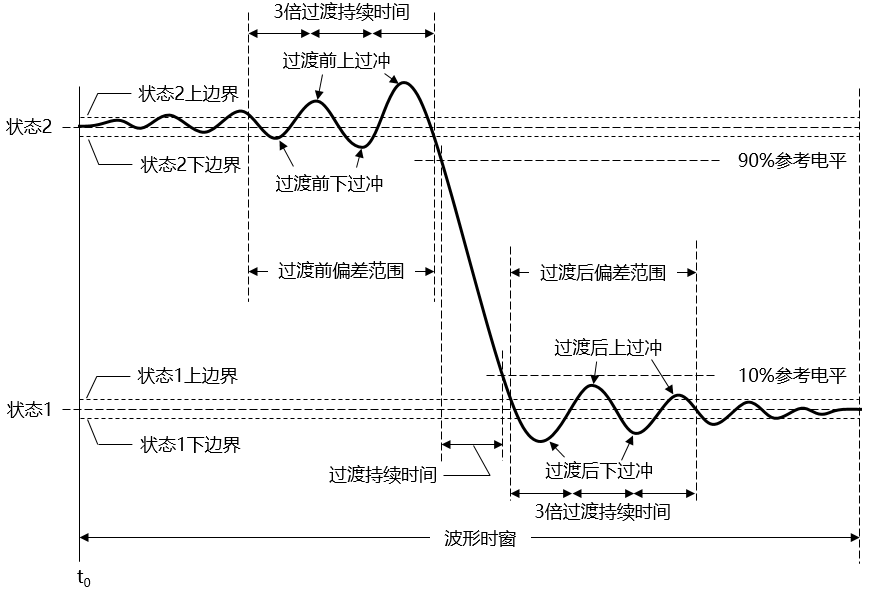 3倍过渡持续时间
过渡前上过冲
状态2上边界
状态2
状态2下边界
过渡前下过冲
90%参考电平
过渡前偏差范围
过渡后偏差范围
过渡后上过冲
状态1上边界
10%参考电平
状态1
状态1下边界
过渡持续时间
过渡后下过冲
3倍过渡持续时间
波形时窗
t₀